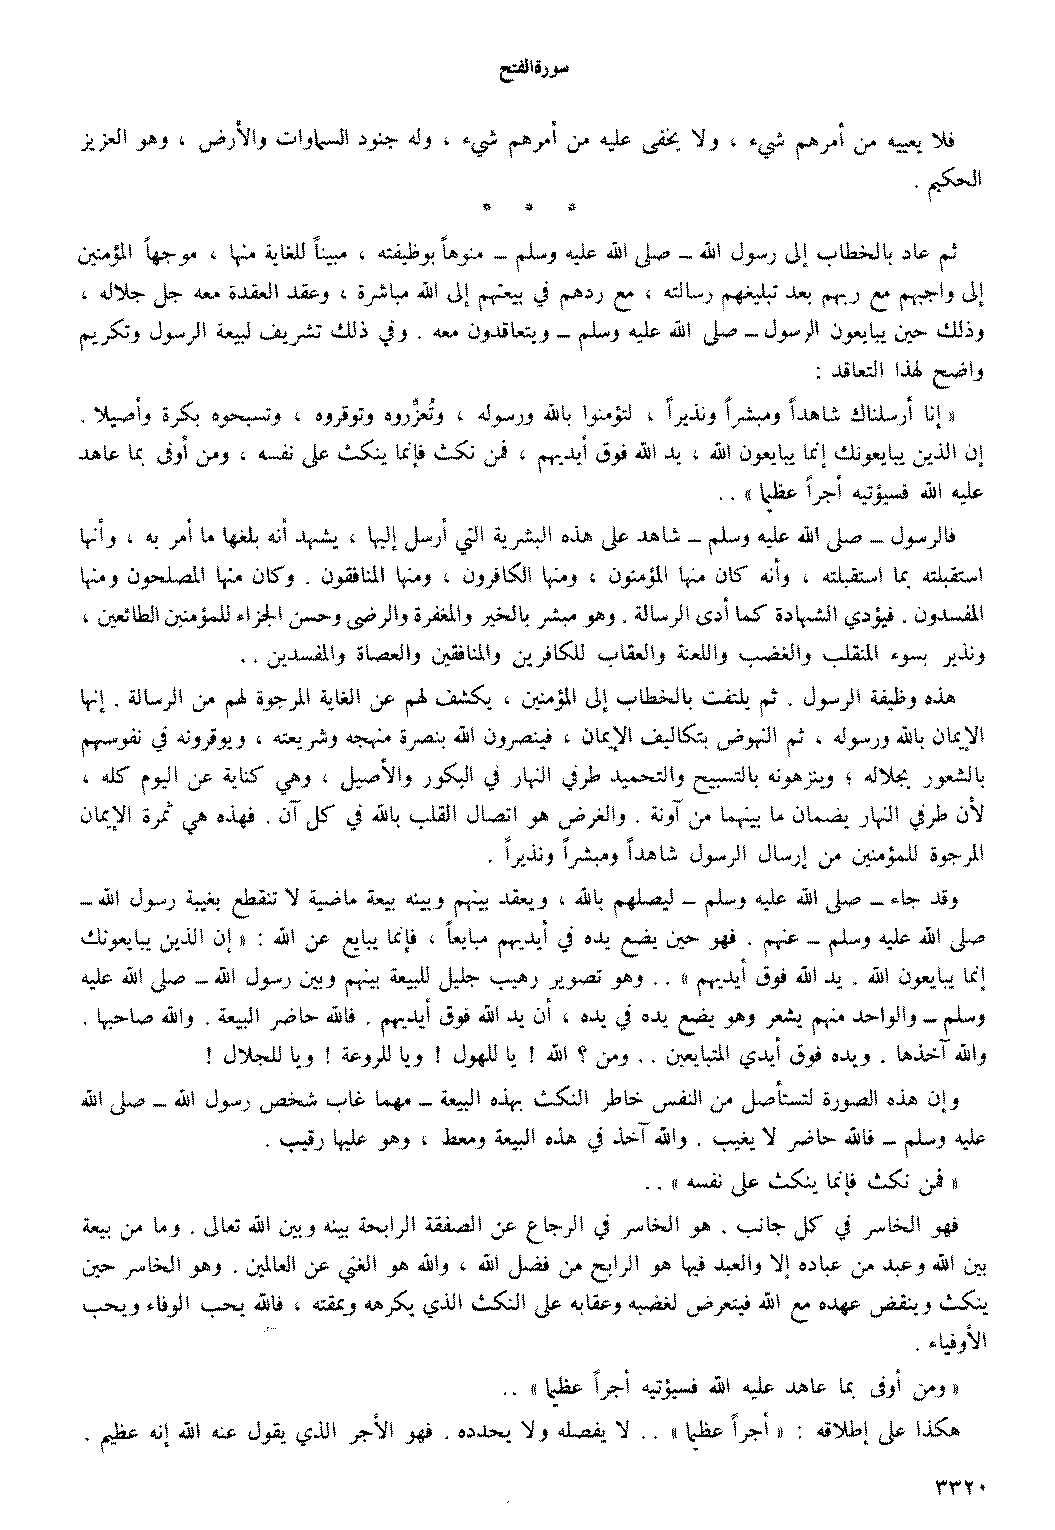 سورة الفتح
فلا يعييه من أمرهم شيء ، ولا يخفى عليه من أمرهم شيء ، وله جنود السماوات والأرض ، وهو العزيز
الحكيم .
* * *
ثم عاد بالخطاب إلى رسول الله ــ صلى الله عليه وسلم ــ منوهاً بوظيفته ، مبيناً للغاية منها ، موجهاً المؤمنين
إلى واجبهم مع ربهم بعد تبليغهم رسالته ، مع ردهم في بيعتهم إلى الله مباشرة ، وعقد العقدة معه جل جلاله ،
وذلك حين يبايعون الرسول ــ صلى الله عليه وسلم ــ ويتعاقدون معه . وفي ذلك تشريف لبيعة الرسول وتكريم
واضح لهذا التعاقد :
« إنا أرسلناك شاهداً ومبشراً ونذيراً ، لتؤمنوا بالله ورسوله ، وتُعزِّروه وتوقروه ، وتسبحوه بكرة وأصيلا .
إن الذين يبايعونك إنما يبايعون الله ، يد الله فوق أيديهم ، فمن نكث فإنما ينكث على نفسه ، ومن أوفى بما عاهد
عليه الله فسيؤتيه أجراً عظيما » ..
فالرسول ــ صلى الله عليه وسلم ــ شاهد على هذه البشرية التي أرسل إليها ، يشهد أنه بلغها ما أمر به ، وأنها
استقبلته بما استقبلته ، وأنه كان منها المؤمنون ، ومنها الكافرون ، ومنها المنافقون . وكان منها المصلحون ومنها
المفسدون . فيؤدي الشهادة كما أدى الرسالة . وهو مبشر بالخير والمغفرة والرضى وحسن الجزاء للمؤمنين الطائعين ،
ونذير بسوء المنقلب والغضب واللعنة والعقاب للكافرين والمنافقين والعصاة والمفسدين ..
هذه وظيفة الرسول . ثم يلتفت بالخطاب إلى المؤمنين ، يكشف لهم عن الغاية المرجوة لهم من الرسالة . إنها
الإيمان بالله ورسوله ، ثم النهوض بتكاليف الإيمان ، فينصرون الله بنصرة منهجه وشريعته ، ويوقرونه في نفوسهم
بالشعور بجلاله ؛ وينزهونه بالتسبيح والتحميد طرفي النهار في البكور والأصيل ، وهي كناية عن اليوم كله ،
لأن طرفي النهار يضمان ما بينهما من آونة . والغرض هو اتصال القلب بالله في كل آن . فهذه هي ثمرة الإيمان
المرجوة للمؤمنين من إرسال الرسول شاهداً ومبشراً ونذيراً .
وقد جاء ــ صلى الله عليه وسلم ــ ليصلهم بالله ، ويعقد بينهم وبينه بيعة ماضية لا تنقطع بغيبة رسول الله ــ
صلى الله عليه وسلم ــ عنهم . فهو حين يضع يده في أيديهم مبايعاً ، فإنما يبايع عن الله : « إن الذين يبايعونك
إنما يبايعون الله . يد الله فوق أيديهم » .. وهو تصوير رهيب جليل للبيعة بينهم وبين رسول الله ــ صلى الله عليه
وسلم ــ والواحد منهم يشعر وهو يضع يده في يده ، أن يد الله فوق أيديهم . فالله حاضر البيعة . والله صاحبها .
والله آخذها . ويده فوق أيدي المتبايعين .. ومن ؟ الله ! يا للهول ! ويا للروعة ! ويا للجلال !
وإن هذه الصورة لتستأصل من النفس خاطر النكث بهذه البيعة ــ مهما غاب شخص رسول الله ــ صلى الله
عليه وسلم ــ فالله حاضر لا يغيب . والله آخذ في هذه البيعة ومعط ، وهو عليها رقيب .
« فمن نكث فإنما ينكث على نفسه » ..
فهو الخاسر في كل جانب . هو الخاسر في الرجاع عن الصفقة الرابحة بينه وبين الله تعالى . وما من بيعة
بين الله وعبد من عباده إلا والعبد فيها هو الرابح من فضل الله ، والله هو الغني عن العالمين . وهو الخاسر حين
ينكث وينقض عهده مع الله فيتعرض لغضبه وعقابه على النكث الذي يكرهه ويمقته ، فالله يحب الوفاء ويحب
الأوفياء .
« ومن أوفى بما عاهد عليه الله فسيؤتيه أجراً عظيما » ..
هكذا على إطلاقه : « أجراً عظيما » .. لا يفصله ولا يحدده . فهو الأجر الذي يقول عنه الله إنه عظيم .
٣٣٢٠